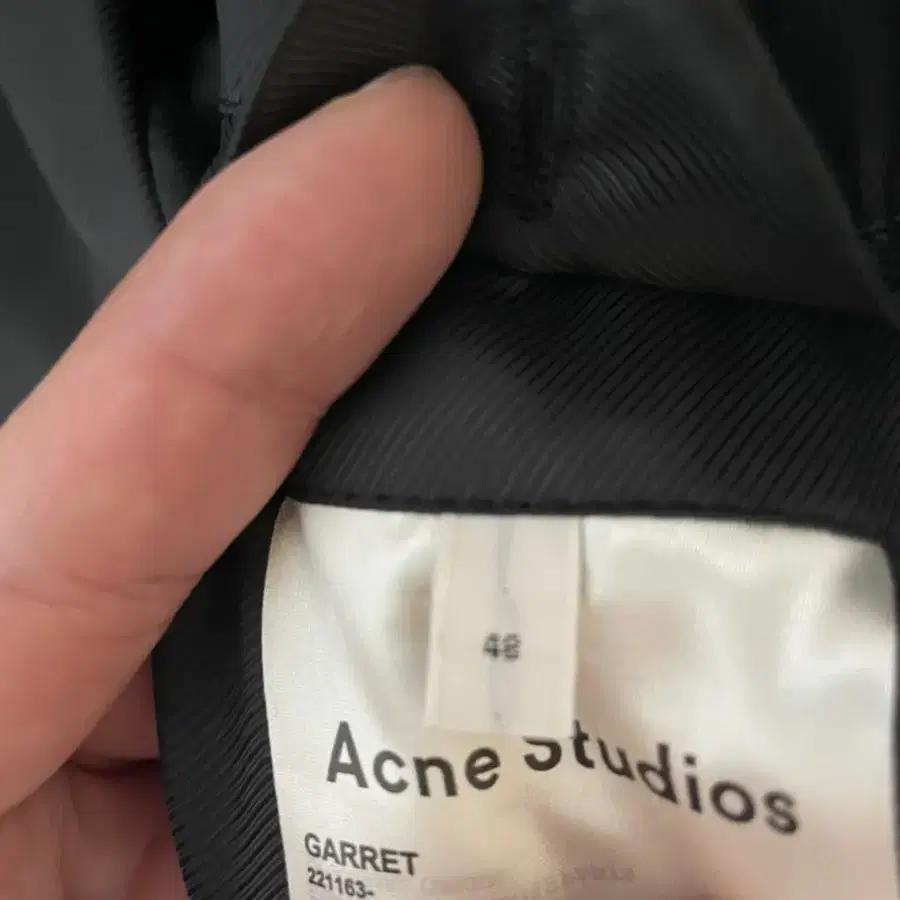 48
Acne Studios
GARRET
221163-